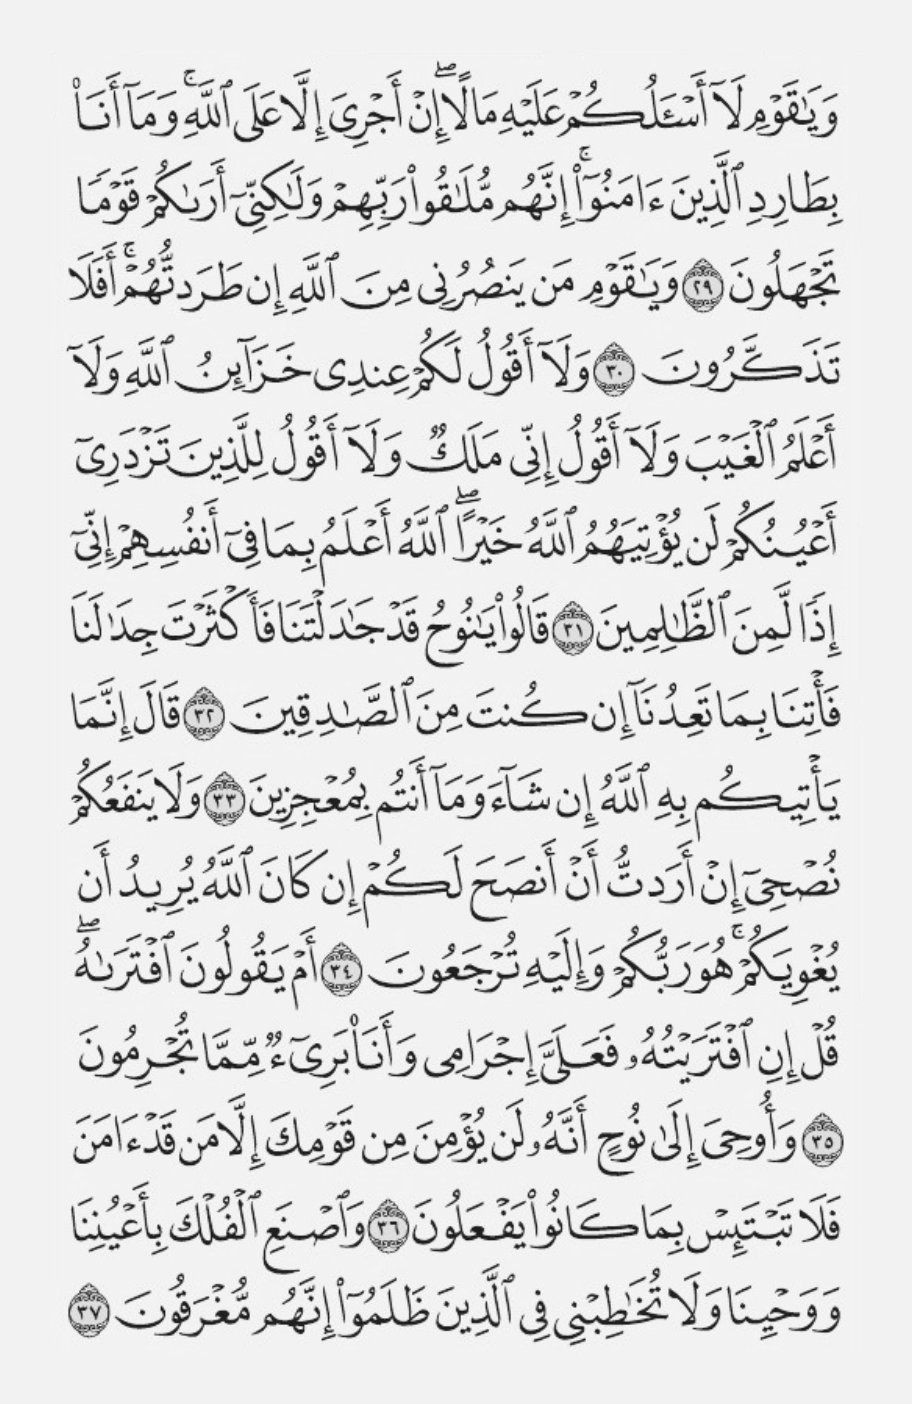 وَيَٰقَوْمِ لَآ أَسْـَٔلُكُمْ عَلَيْهِ مَالًا ۖ إِنْ أَجْرِىَ إِلَّا عَلَى ٱللَّهِ ۚ وَمَآ أَنَا۠
بِطَارِدِ ٱلَّذِينَ ءَامَنُوٓا۟ ۚ إِنَّهُم مُّلَٰقُوا۟ رَبِّهِمْ وَلَٰكِنِّىٓ أَرَىٰكُمْ قَوْمًا
تَجْهَلُونَ ٢٩ وَيَٰقَوْمِ مَن يَنصُرُنِى مِنَ ٱللَّهِ إِن طَرَدتُّهُمْ ۚ أَفَلَا
تَذَكَّرُونَ ٣٠ وَلَآ أَقُولُ لَكُمْ عِندِى خَزَآئِنُ ٱللَّهِ وَلَآ
أَعْلَمُ ٱلْغَيْبَ وَلَآ أَقُولُ إِنِّى مَلَكٌ وَلَآ أَقُولُ لِلَّذِينَ تَزْدَرِىٓ
أَعْيُنُكُمْ لَن يُؤْتِيَهُمُ ٱللَّهُ خَيْرًا ۖ ٱللَّهُ أَعْلَمُ بِمَا فِىٓ أَنفُسِهِمْ إِنِّىٓ
إِذًا لَّمِنَ ٱلظَّٰلِمِينَ ٣١ قَالُوا۟ يَٰنُوحُ قَدْ جَٰدَلْتَنَا فَأَكْثَرْتَ جِدَٰلَنَا
فَأْتِنَا بِمَا تَعِدُنَآ إِن كُنتَ مِنَ ٱلصَّٰدِقِينَ ٣٢ قَالَ إِنَّمَا
يَأْتِيكُم بِهِ ٱللَّهُ إِن شَآءَ وَمَآ أَنتُم بِمُعْجِزِينَ ٣٣ وَلَا يَنفَعُكُمْ
نُصْحِىٓ إِنْ أَرَدتُّ أَنْ أَنصَحَ لَكُمْ إِن كَانَ ٱللَّهُ يُرِيدُ أَن
يُغْوِيَكُمْ ۚ هُوَ رَبُّكُمْ وَإِلَيْهِ تُرْجَعُونَ ٣٤ أَمْ يَقُولُونَ ٱفْتَرَىٰهُ ۖ
قُلْ إِنِ ٱفْتَرَيْتُهُۥ فَعَلَىَّ إِجْرَامِى وَأَنَا۠ بَرِىٓءٌ مِّمَّا تُجْرِمُونَ
٣٥ وَأُوحِىَ إِلَىٰ نُوحٍ أَنَّهُۥ لَن يُؤْمِنَ مِن قَوْمِكَ إِلَّا مَن قَدْ ءَامَنَ
فَلَا تَبْتَئِسْ بِمَا كَانُوا۟ يَفْعَلُونَ ٣٦ وَٱصْنَعِ ٱلْفُلْكَ بِأَعْيُنِنَا
وَوَحْيِنَا وَلَا تُخَٰطِبْنِى فِى ٱلَّذِينَ ظَلَمُوٓا۟ إِنَّهُم مُّغْرَقُونَ ٣٧